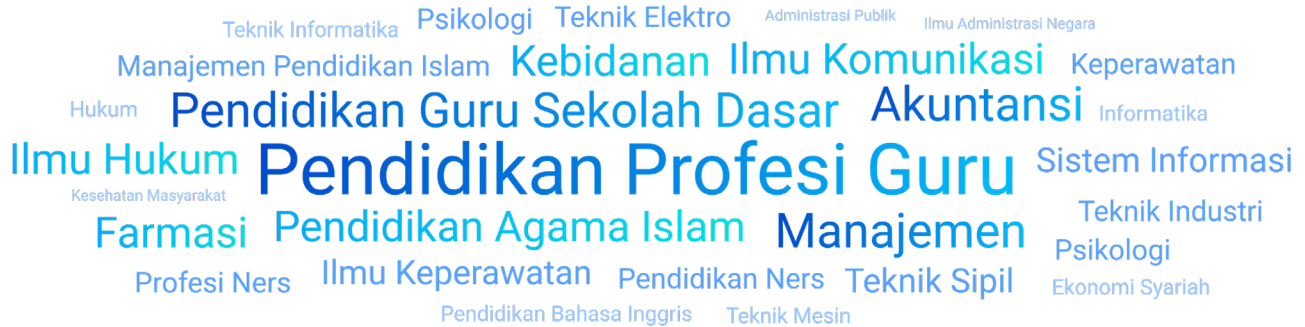 Teknik Informatika Psikologi Teknik Elektro Administrasi Publik Ilmu Administrasi Negara
Manajemen Pendidikan Islam Kebidanan Ilmu Komunikasi Keperawatan
Hukum Pendidikan Guru Sekolah Dasar Akuntansi Informatika
Ilmu Hukum Pendidikan Profesi Guru Sistem Informasi
Kesehatan Masyarakat
Farmasi Pendidikan Agama Islam Manajemen Teknik Industri
Psikologi
Profesi Ners Ilmu Keperawatan Pendidikan Ners Teknik Sipil Ekonomi Syariah
Pendidikan Bahasa Inggris Teknik Mesin